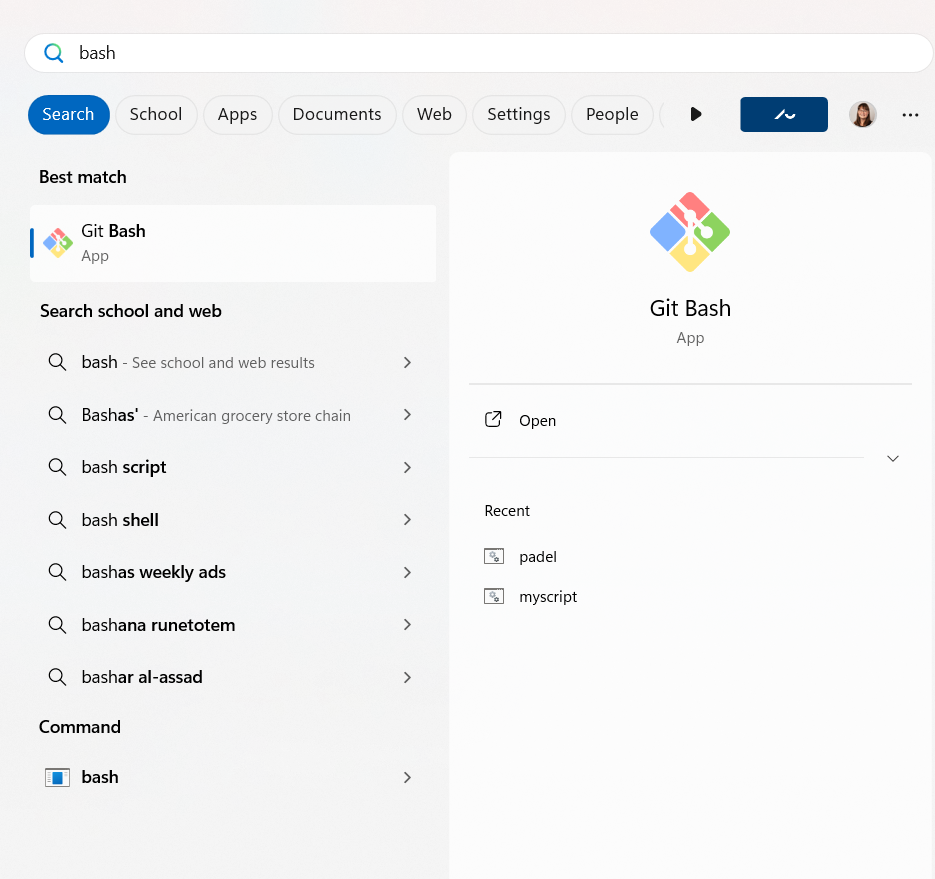 bash
Search School Apps Documents Web Settings People
Best match
Git Bash
App
Search school and web
bash - See school and web results
Bashas' - American grocery store chain
bash script
bash shell
bashas weekly ads
bashana runetotem
bashar al-assad
Command
bash
Git Bash
App
Open
Recent
padel
myscript